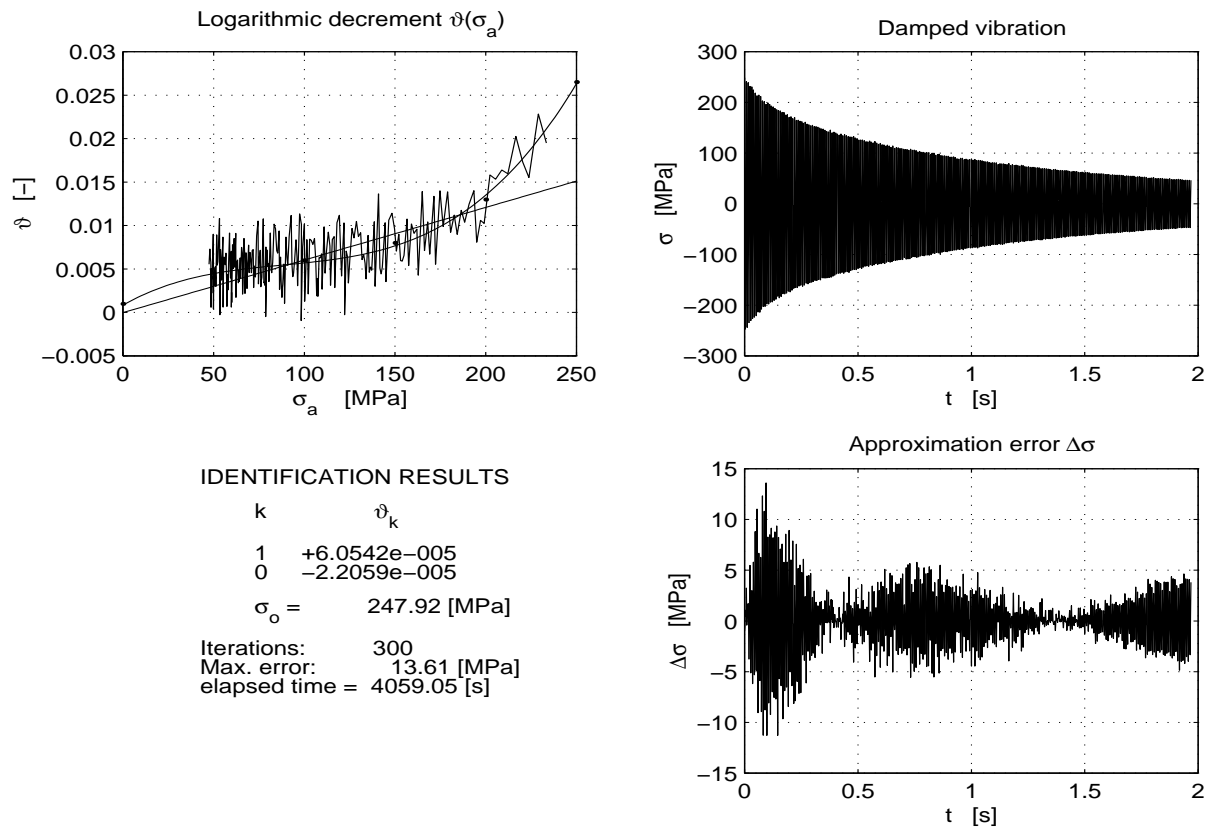 Logarithmic decrement ϑ(σ_a)
0.03
0.025
0.02
0.015
0.01
0.005
0
−0.005
ϑ [−]
0 50 100 150 200 250
σ_a [MPa]
Damped vibration
300
200
100
0
−100
−200
−300
σ [MPa]
0 0.5 1 1.5 2
t [s]
IDENTIFICATION RESULTS
k ϑ_k
1 +6.0542e−005
0 −2.2059e−005
σ_o = 247.92 [MPa]
Iterations: 300
Max. error: 13.61 [MPa]
elapsed time = 4059.05 [s]
Approximation error Δσ
15
10
5
0
−5
−10
−15
Δσ [MPa]
0 0.5 1 1.5 2
t [s]